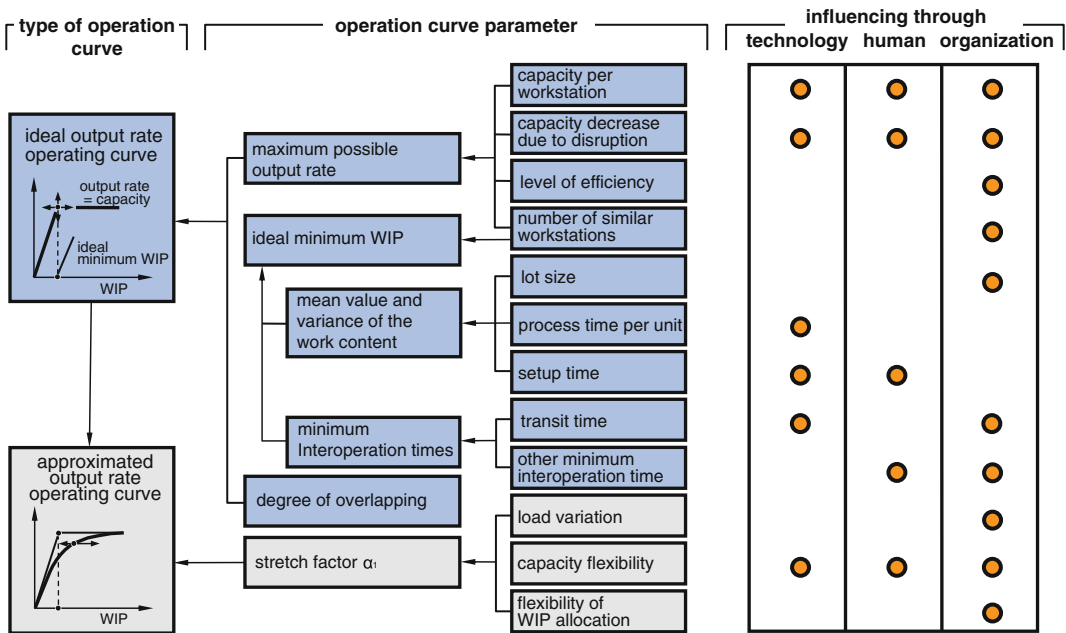 type of operation
curve
operation curve parameter
influencing through
technology human organization
ideal output rate
operating curve
output rate
= capacity
ideal
minimum WIP
WIP
approximated
output rate
operating curve
WIP
maximum possible
output rate
ideal minimum WIP
mean value and
variance of the
work content
minimum
Interoperation times
degree of overlapping
stretch factor α₁
capacity per
workstation
capacity decrease
due to disruption
level of efficiency
number of similar
workstations
lot size
process time per unit
setup time
transit time
other minimum
interoperation time
load variation
capacity flexibility
flexibility of
WIP allocation